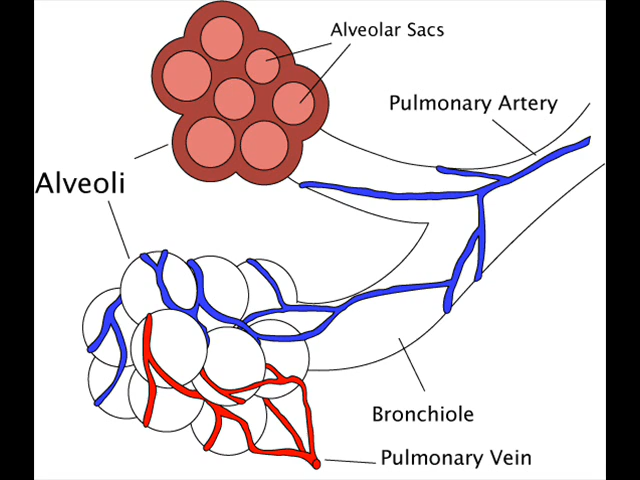 Alveolar Sacs
Pulmonary Artery
Alveoli
Bronchiole
Pulmonary Vein